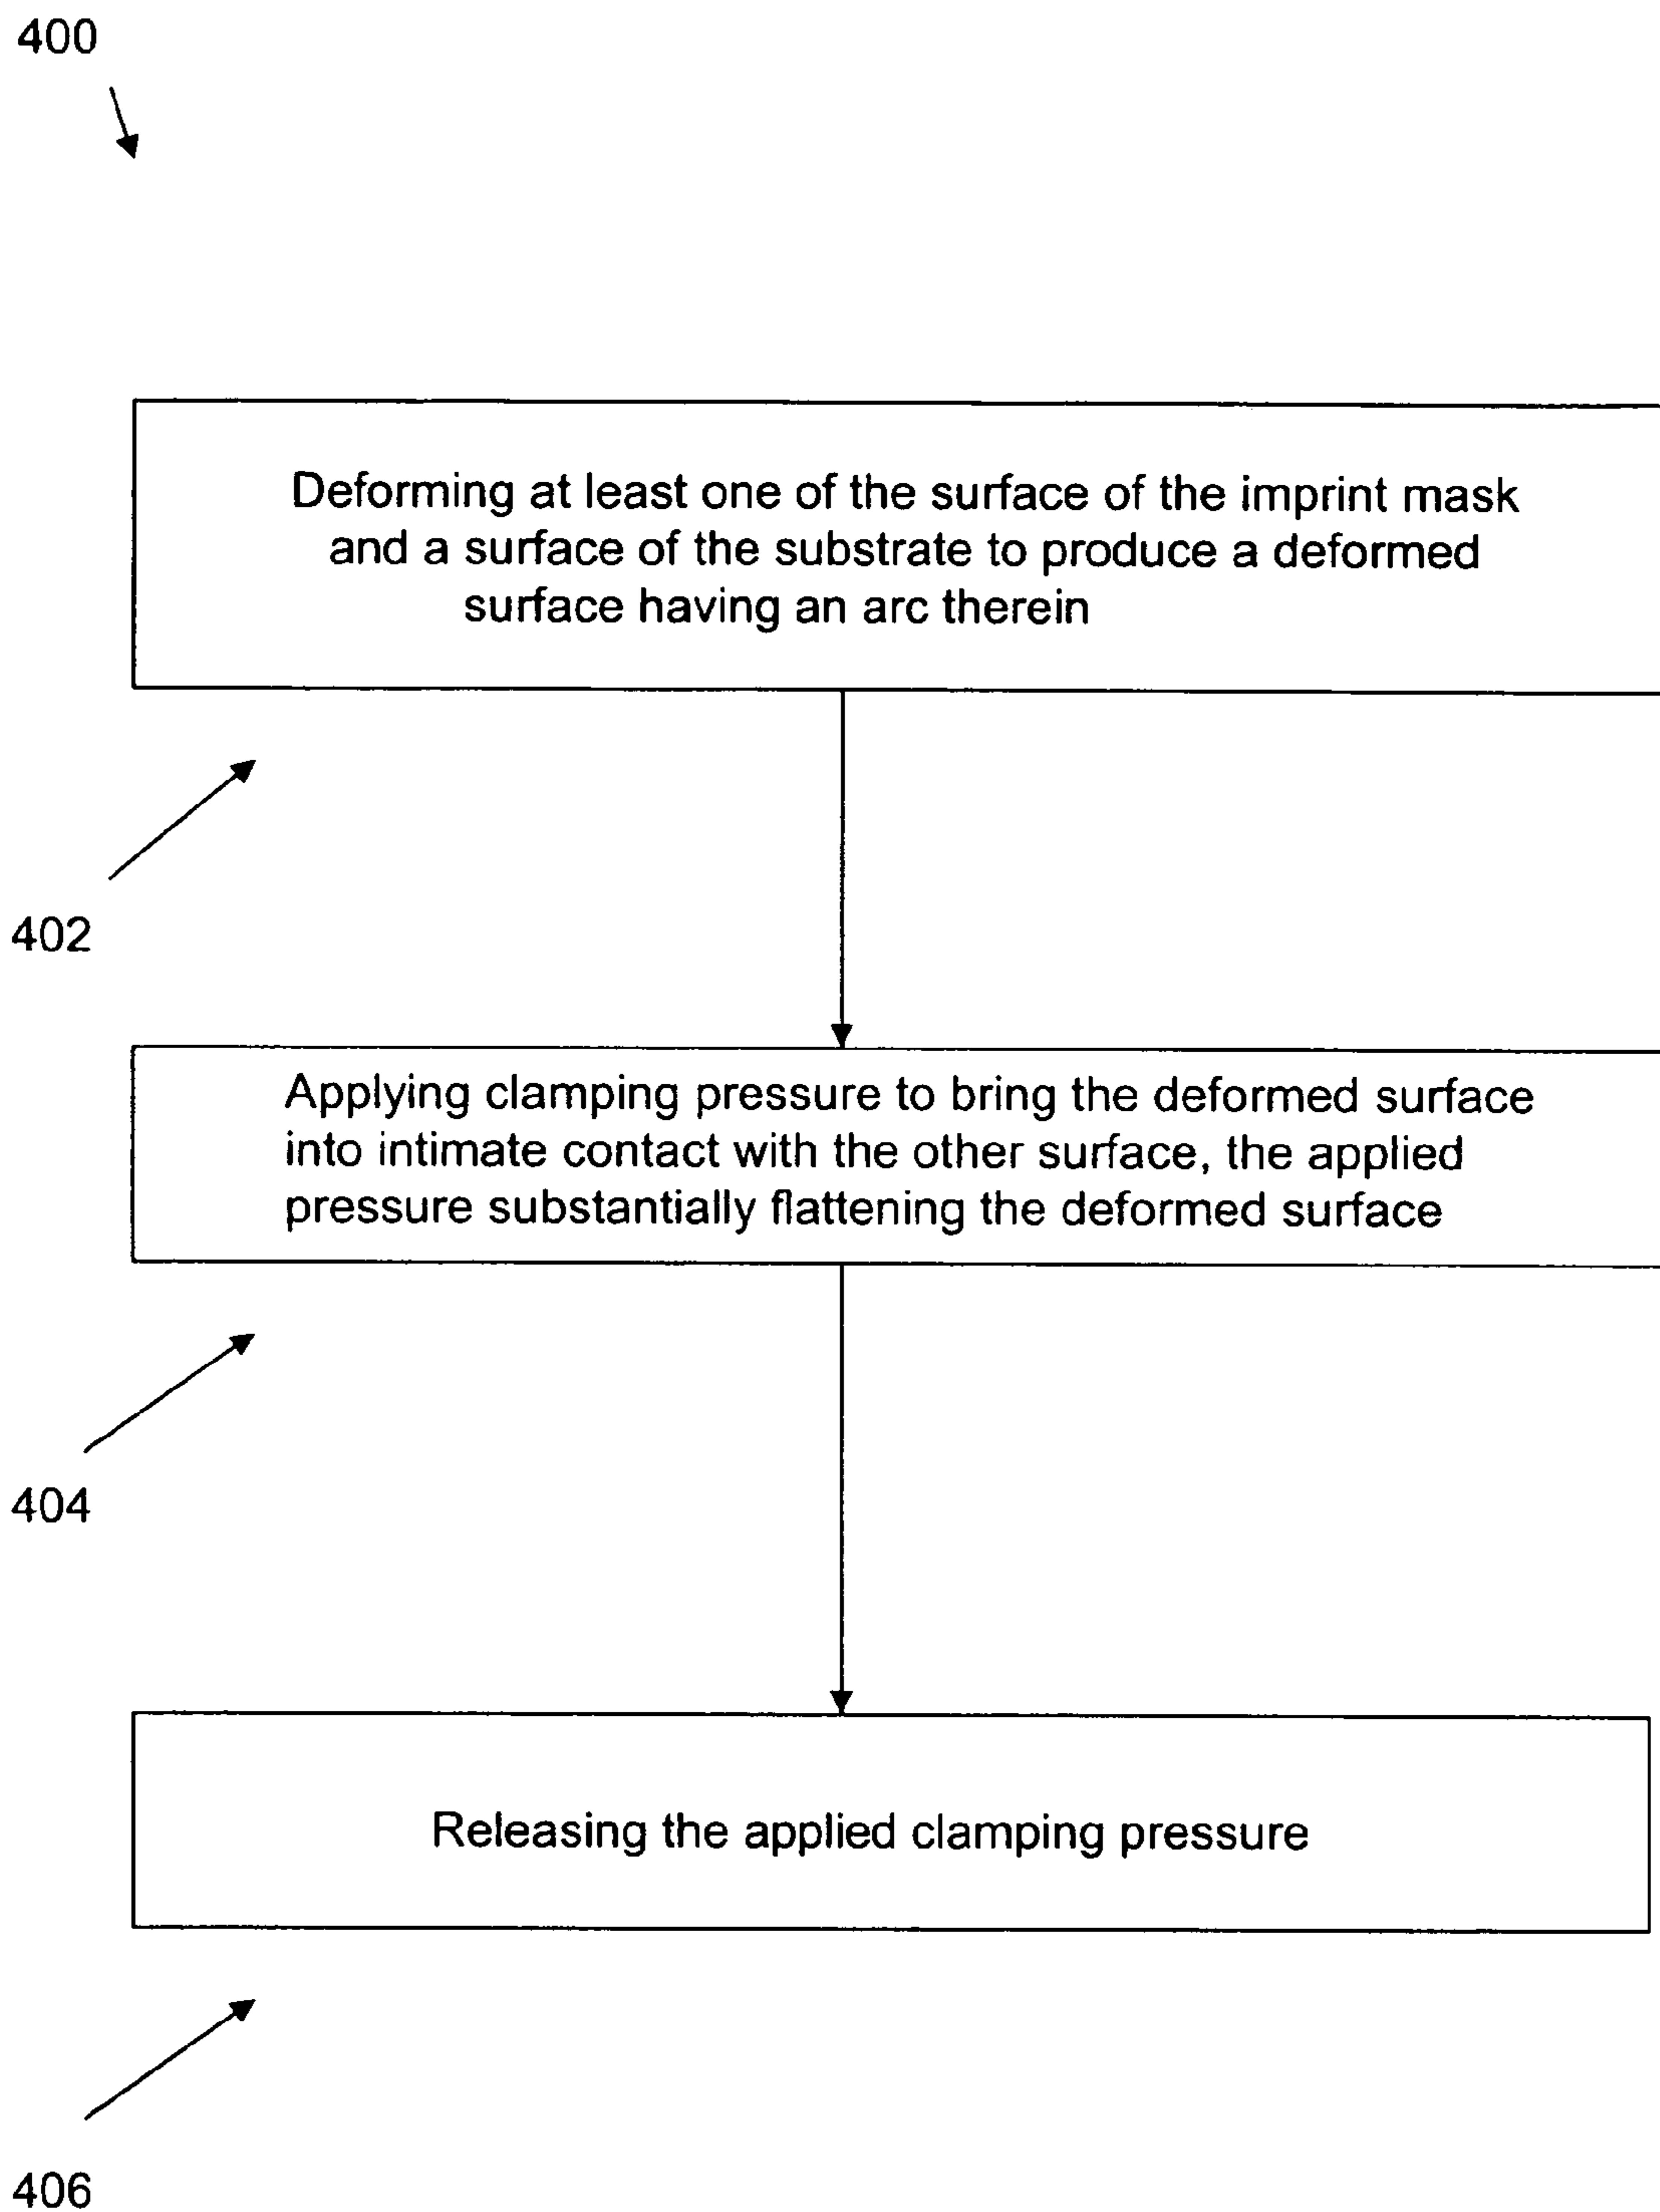 400
Deforming at least one of the surface of the imprint mask
and a surface of the substrate to produce a deformed
surface having an arc therein
402
Applying clamping pressure to bring the deformed surface
into intimate contact with the other surface, the applied
pressure substantially flattening the deformed surface
404
Releasing the applied clamping pressure
406